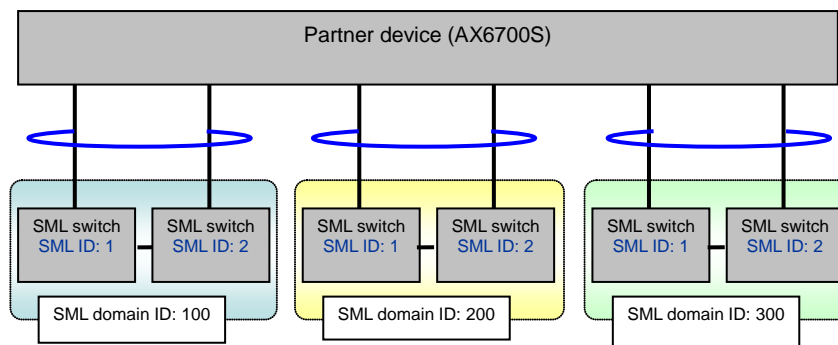 Partner device (AX6700S)
SML switch
SML ID: 1
SML switch
SML ID: 2
SML domain ID: 100
SML switch
SML ID: 1
SML switch
SML ID: 2
SML domain ID: 200
SML switch
SML ID: 1
SML switch
SML ID: 2
SML domain ID: 300